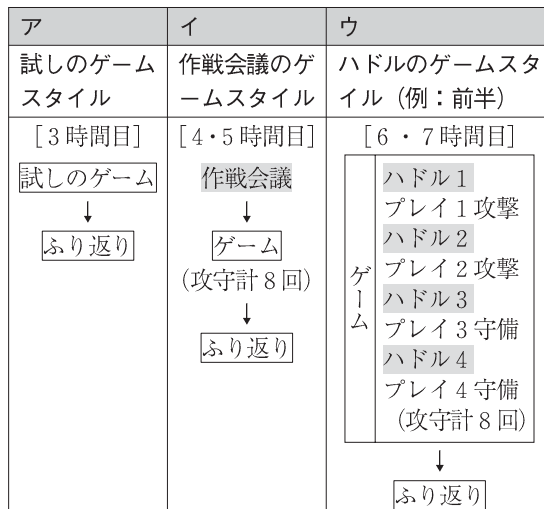 ア
試しのゲーム
スタイル
[3時間目]
試しのゲーム
↓
ふり返り
イ
作戦会議のゲ
ームスタイル
[4・5時間目]
作戦会議
↓
ゲーム
(攻守計8回)
↓
ふり返り
ウ
ハドルのゲームスタ
イル（例：前半）
[6・7時間目]
ゲーム
ハドル1
プレイ1攻撃
ハドル2
プレイ2攻撃
ハドル3
プレイ3守備
ハドル4
プレイ4守備
(攻守計8回)
↓
ふり返り